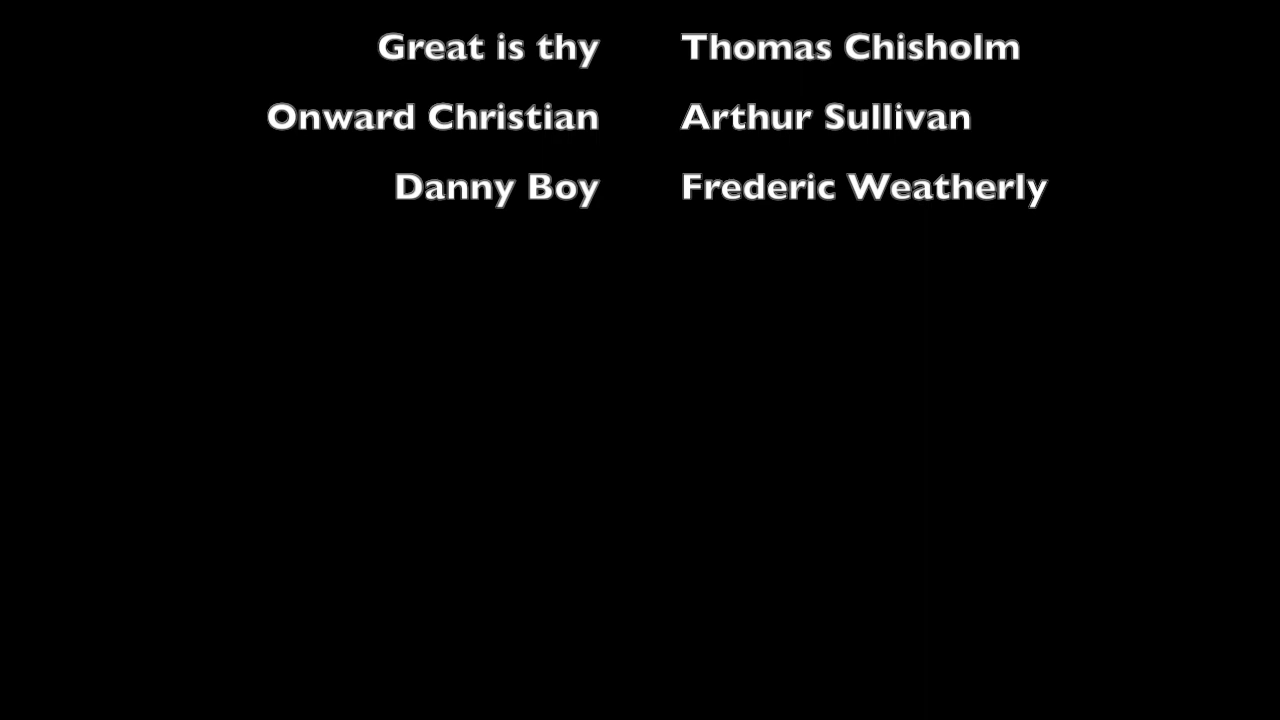 Great is thy Thomas Chisholm
Onward Christian Arthur Sullivan
Danny Boy Frederic Weatherly